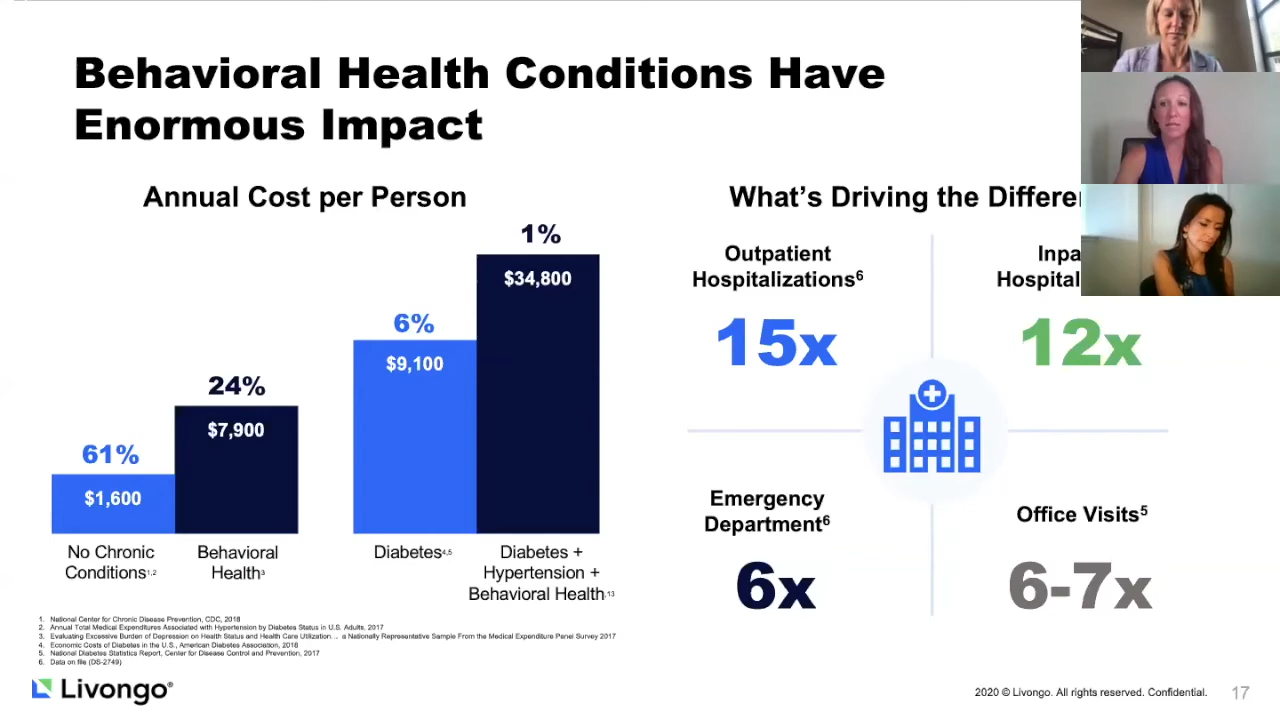 Behavioral Health Conditions Have
Enormous Impact
Annual Cost per Person
1%
$34,800
6%
$9,100
24%
$7,900
61%
$1,600
No Chronic
Conditions1,2
Behavioral
Health3
Diabetes4,5
Diabetes +
Hypertension +
Behavioral Health,13
What's Driving the Differe
Outpatient
Hospitalizations6
15x
Inpa
Hospital
12x
Emergency
Department6
6x
Office Visits5
6-7x
1. National Center for Chronic Disease Prevention, CDC, 2018
2. Annual Total Medical Expenditures Associated with Hypertension by Diabetes Status in U.S. Adults, 2017
3. Evaluating Excessive Burden of Depression on Health Status and Health Care Utilization… a Nationally Representative Sample From the Medical Expenditure Panel Survey 2017
4. Economic Costs of Diabetes in the U.S., American Diabetes Association, 2018
5. National Diabetes Statistics Report, Center for Disease Control and Prevention, 2017
6. Data on file (DS-2749)
Livongo®
2020 © Livongo. All rights reserved. Confidential.
17